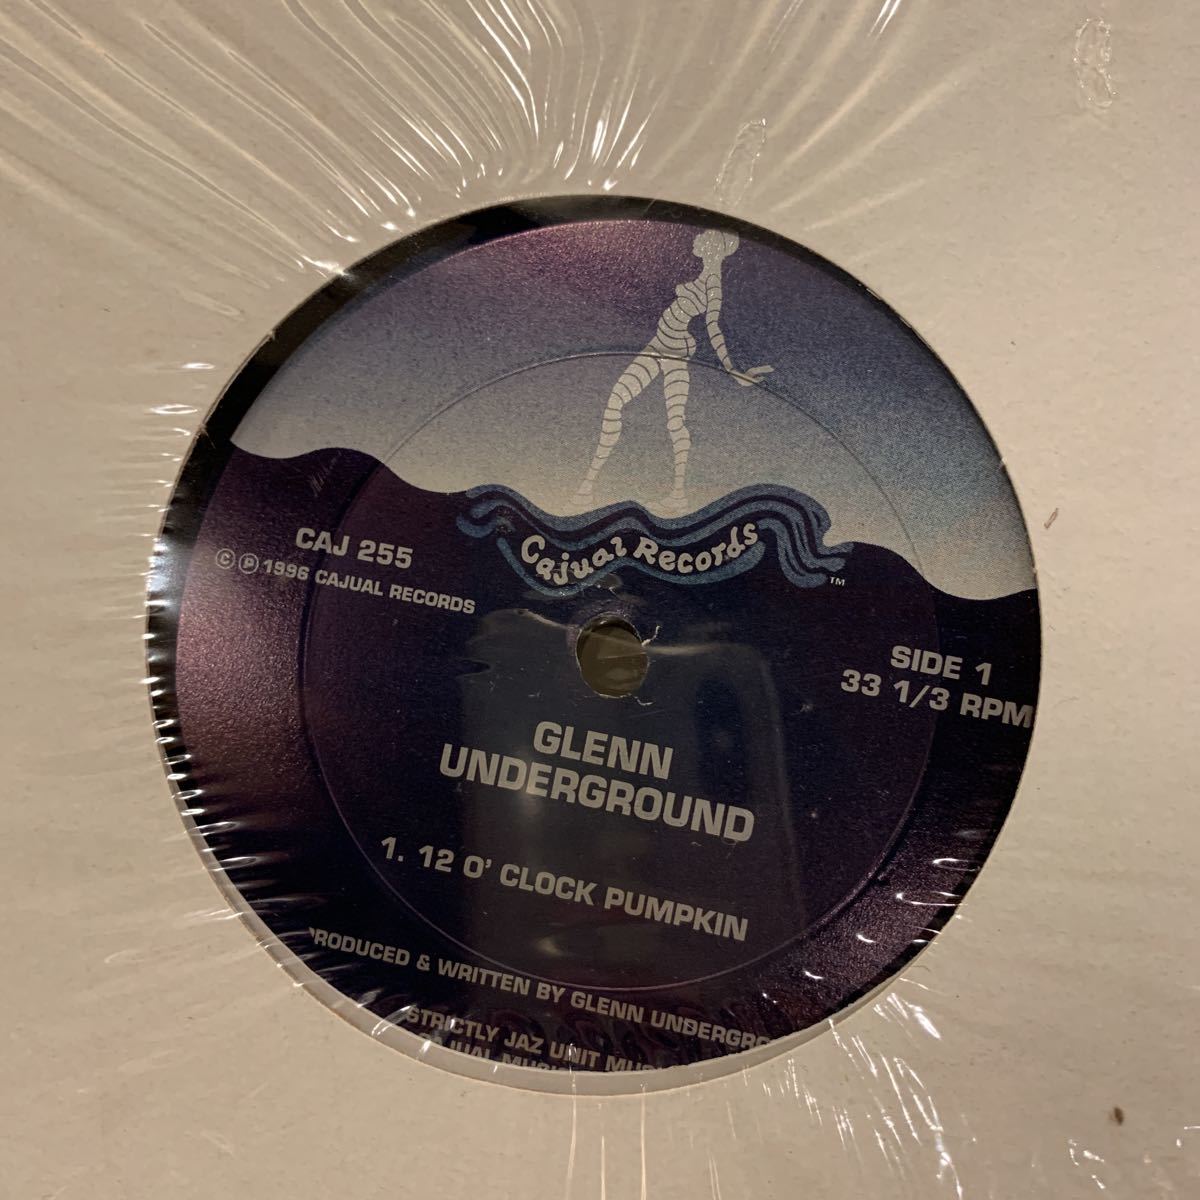 Cajual Records
TM
CAJ 255
© ℗ 1996 CAJUAL RECORDS
SIDE 1
33 1/3 RPM
GLENN
UNDERGROUND
1. 12 O' CLOCK PUMPKIN
PRODUCED & WRITTEN BY GLENN
STRICTLY JAZ UNIT